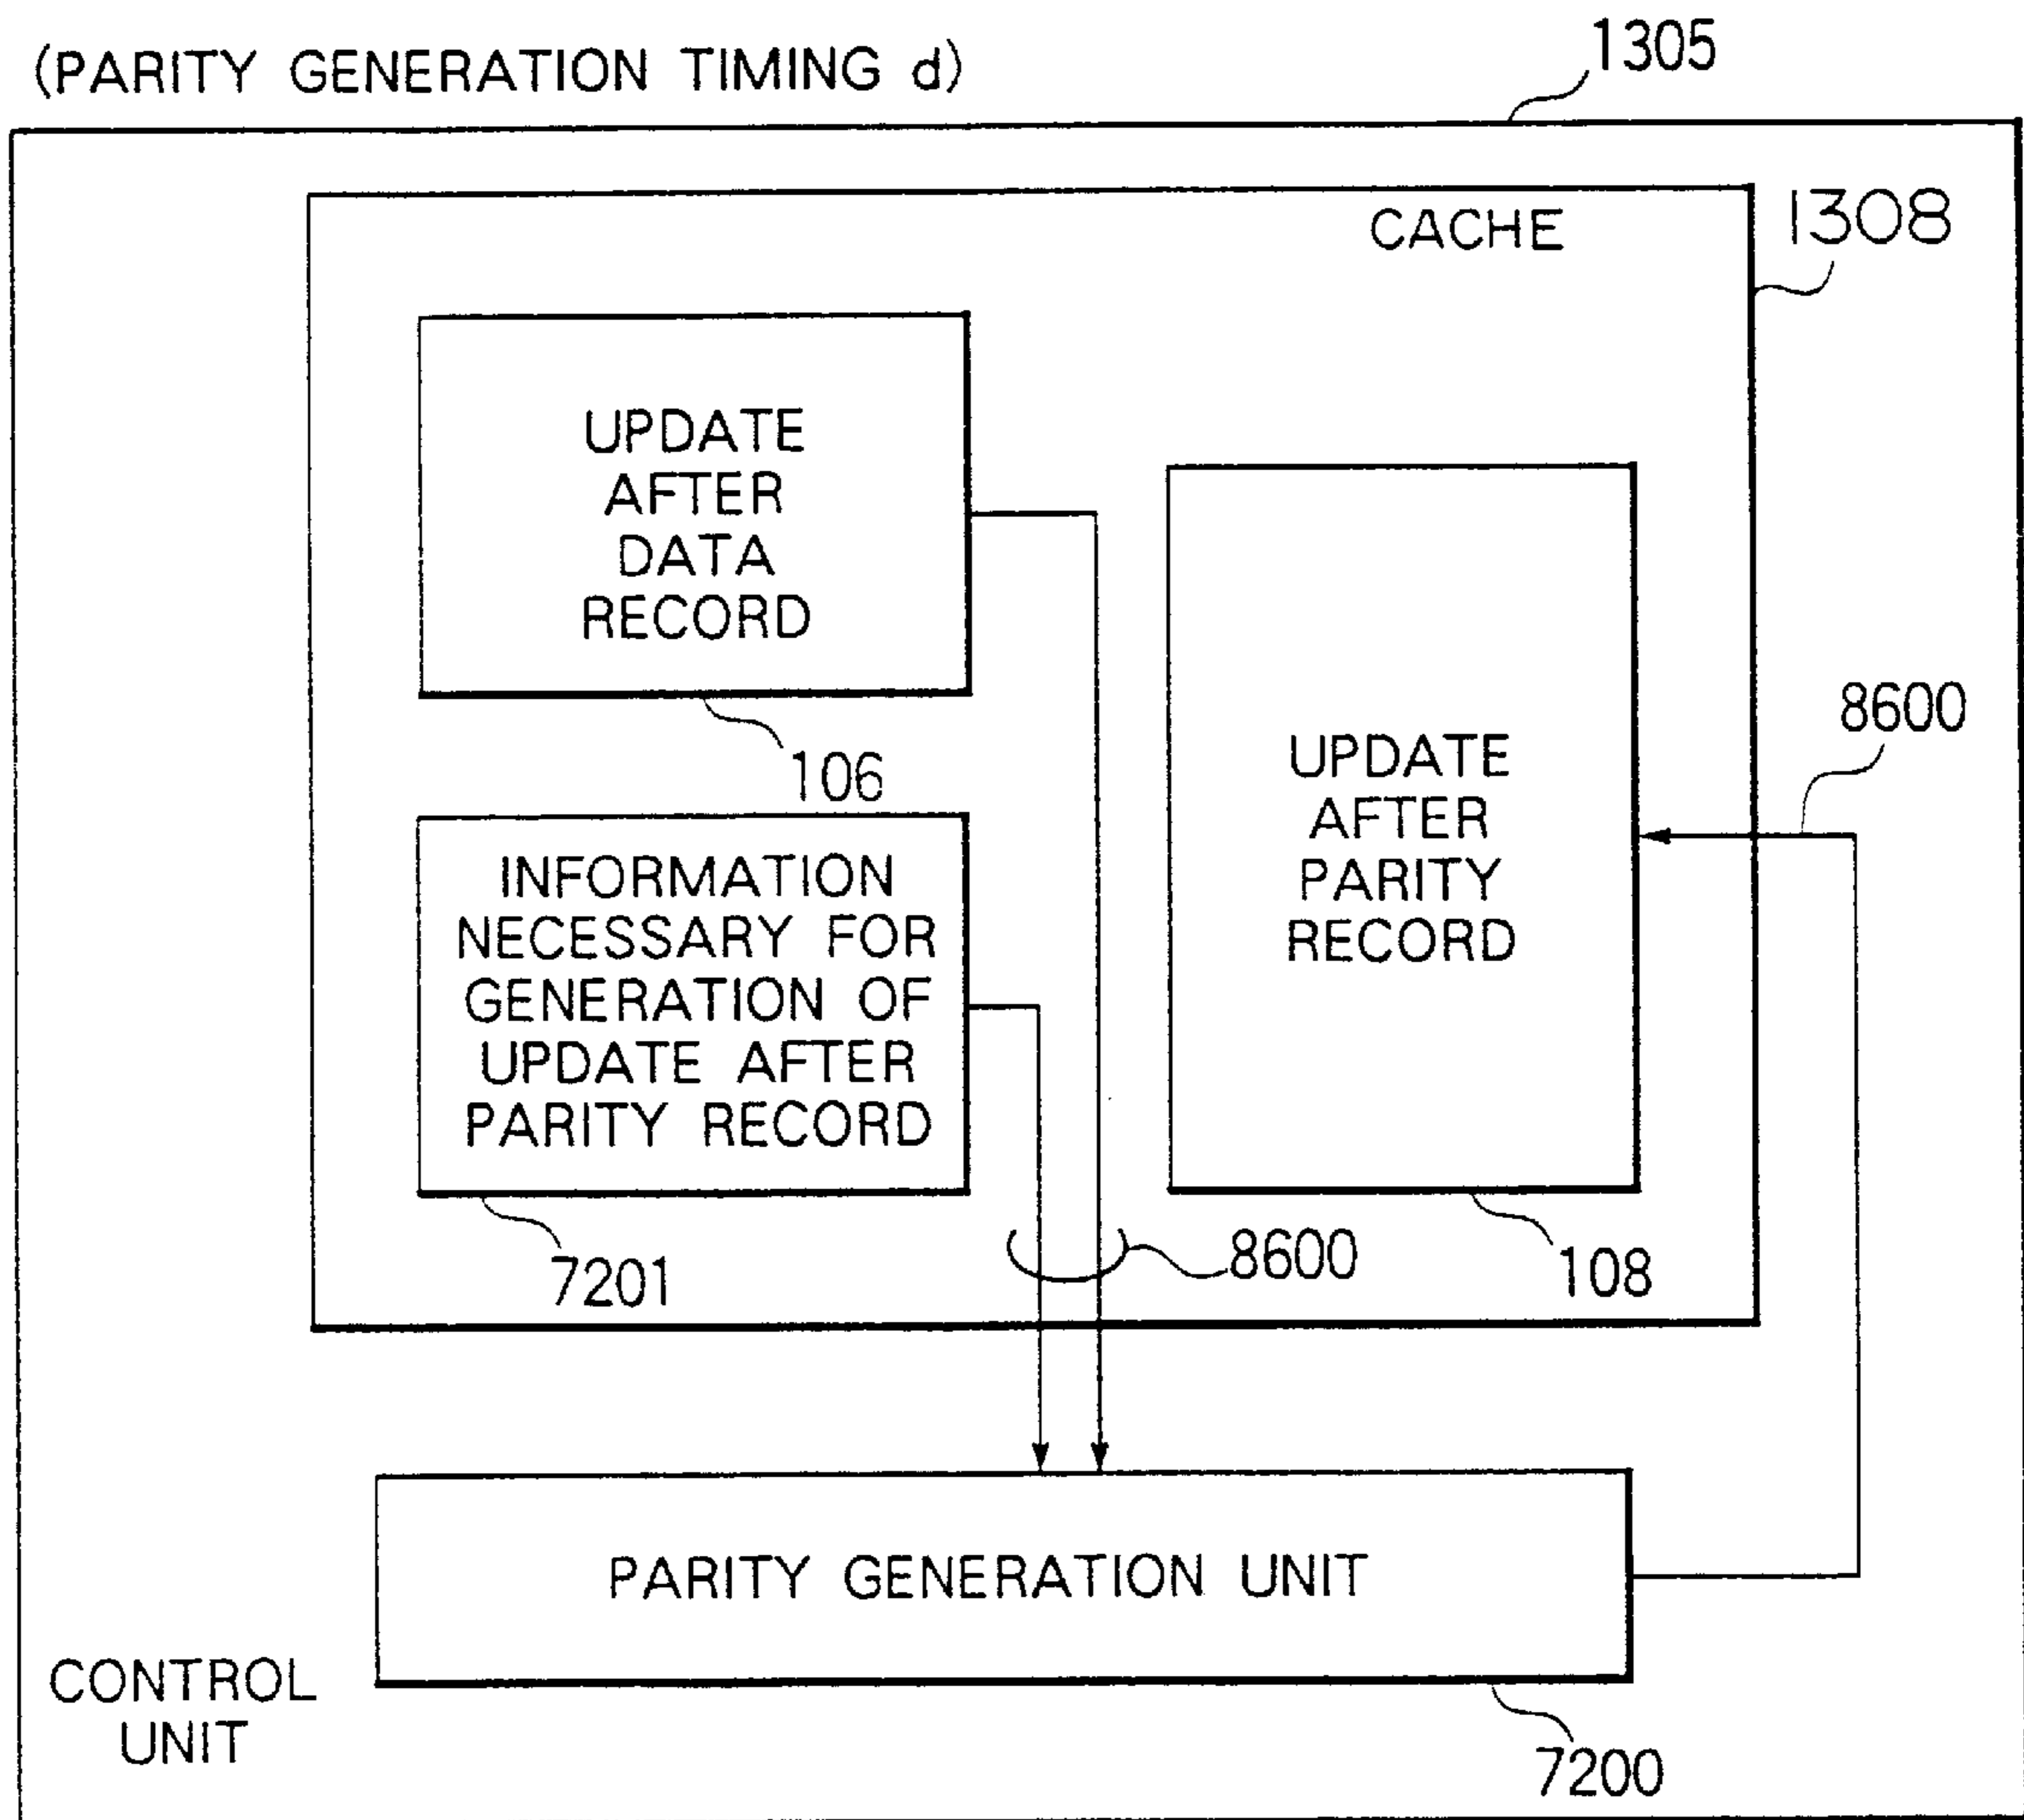 (PARITY GENERATION TIMING d)
1305
CACHE
1308
UPDATE
AFTER
DATA
RECORD
106
UPDATE
AFTER
PARITY
RECORD
8600
INFORMATION
NECESSARY FOR
GENERATION OF
UPDATE AFTER
PARITY RECORD
7201
8600
108
PARITY GENERATION UNIT
CONTROL
UNIT
7200